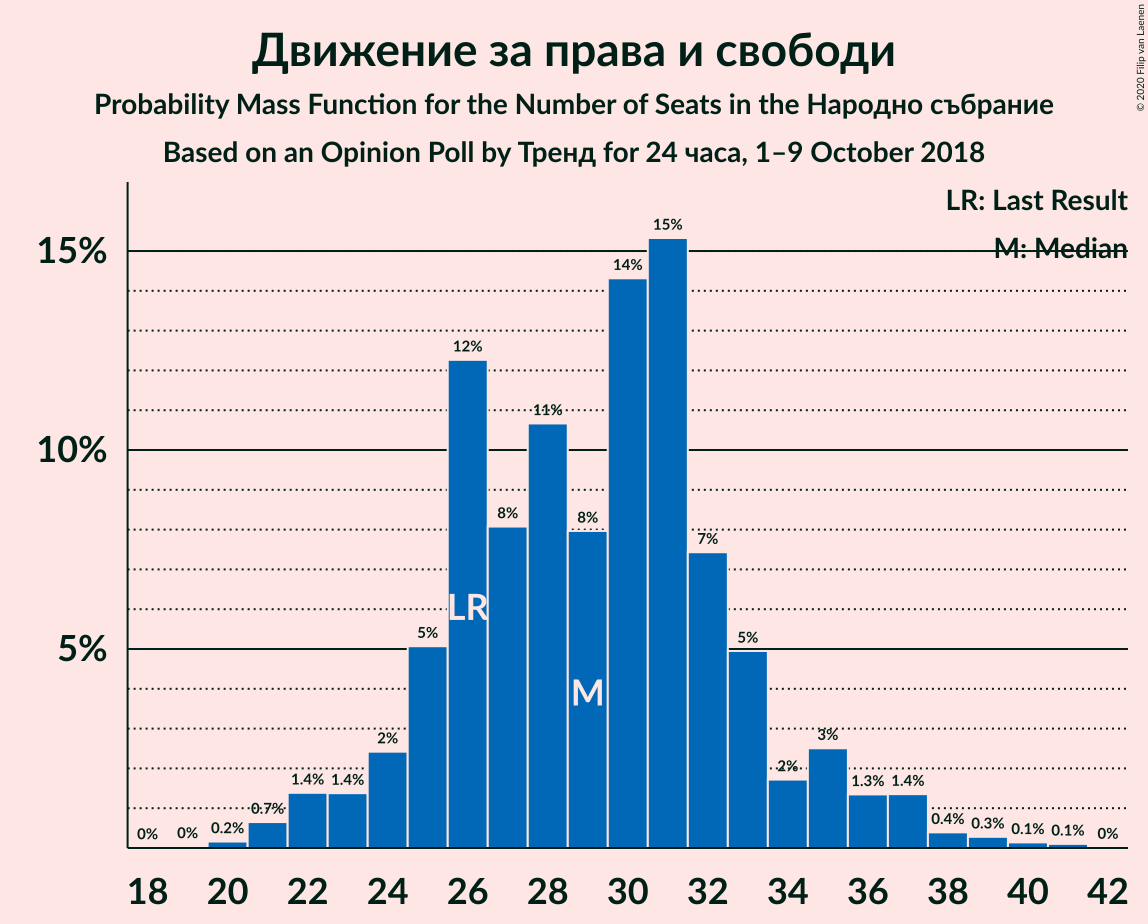 Движение за права и свободи
Probability Mass Function for the Number of Seats in the Народно събрание
Based on an Opinion Poll by Тренд for 24 часа, 1–9 October 2018
© 2020 Filip van Laenen
LR: Last Result
M: Median
15%
10%
5%
0% 0% 0.2% 0.7% 1.4% 1.4% 2% 5% 12% 8% 11% 8% 14% 15% 7% 5% 2% 3% 1.3% 1.4% 0.4% 0.3% 0.1% 0.1% 0%
LR
M
18 20 22 24 26 28 30 32 34 36 38 40 42